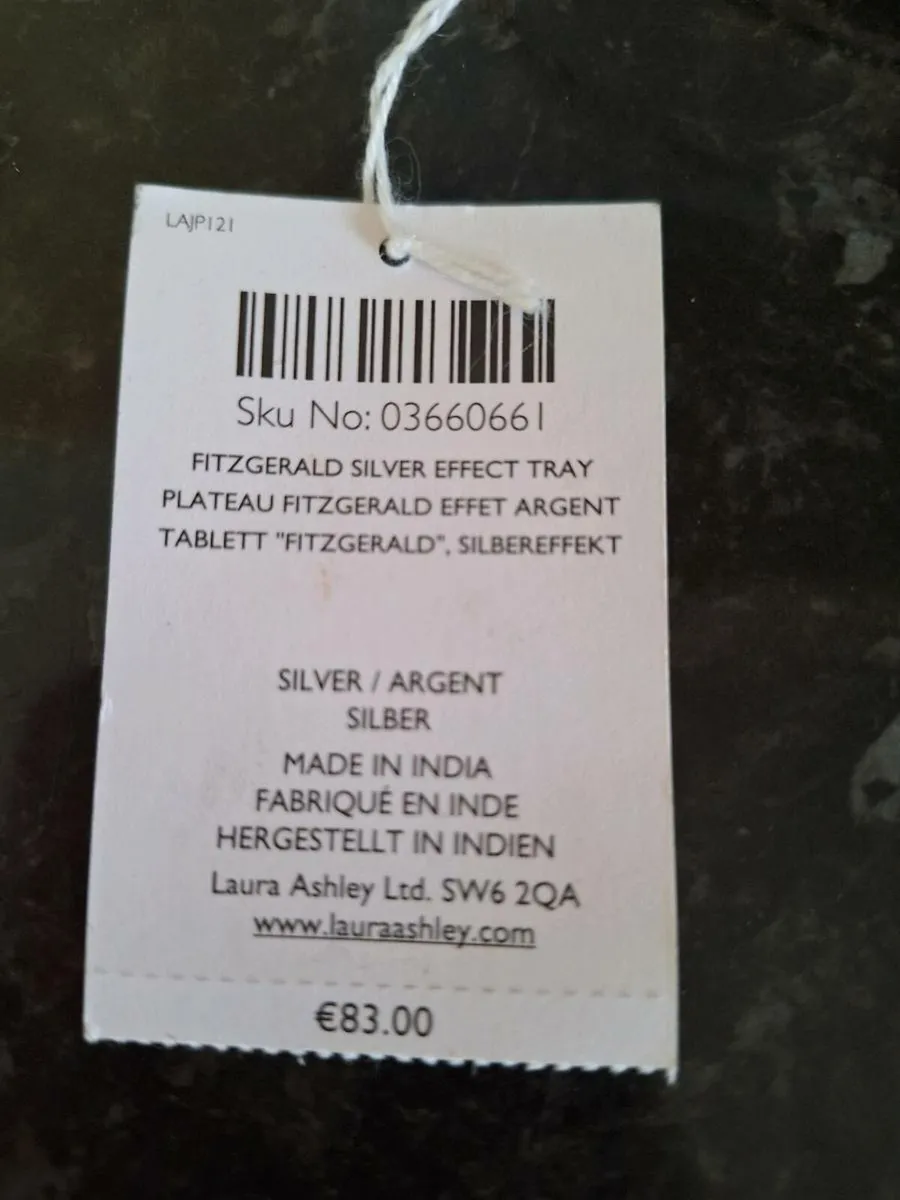 LAJP121
Sku No: 03660661
FITZGERALD SILVER EFFECT TRAY
PLATEAU FITZGERALD EFFET ARGENT
TABLETT "FITZGERALD", SILBEREFFEKT
SILVER / ARGENT
SILBER
MADE IN INDIA
FABRIQUÉ EN INDE
HERGESTELLT IN INDIEN
Laura Ashley Ltd. SW6 2QA
www.lauraashley.com
€83.00